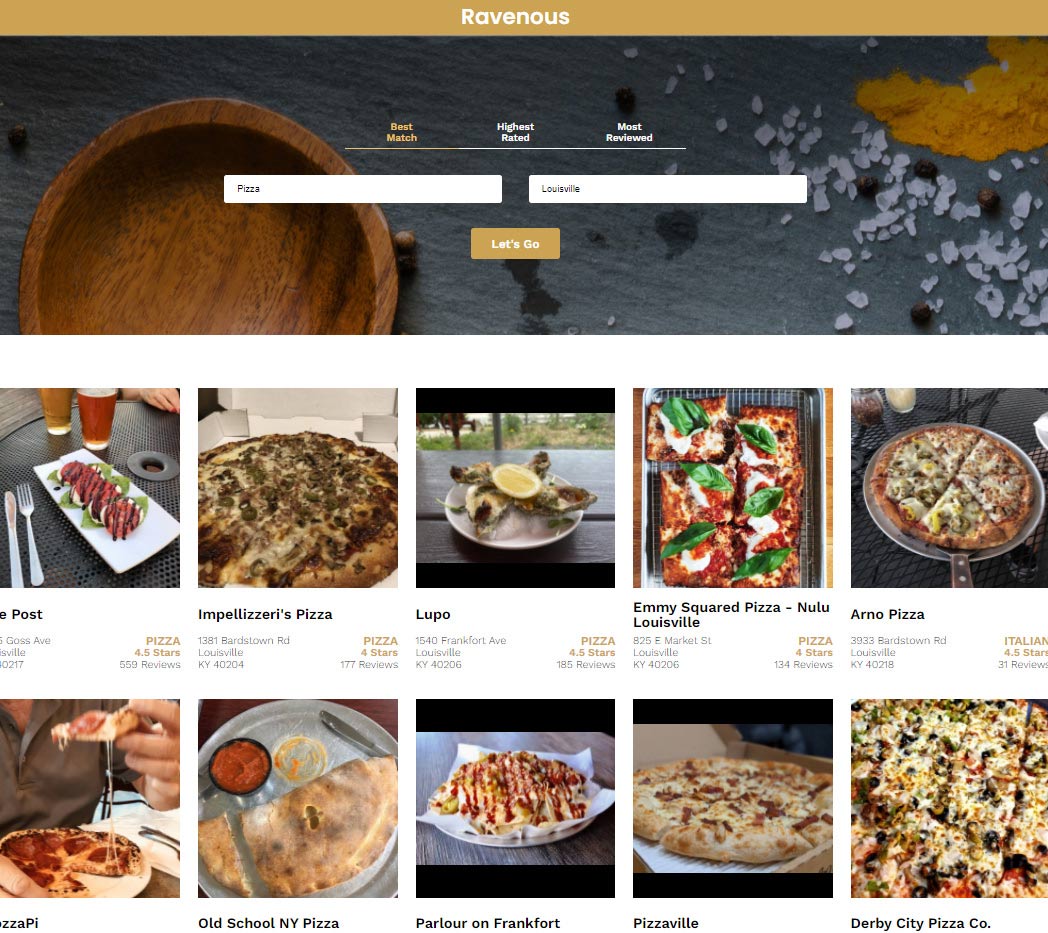 Ravenous
Best
Match
Highest
Rated
Most
Reviewed
Pizza
Louisville
Let's Go
e Post
Goss Ave
sville
40217
PIZZA
4.5 Stars
559 Reviews
Impellizzeri's Pizza
1381 Bardstown Rd
Louisville
KY 40204
PIZZA
4 Stars
177 Reviews
Lupo
1540 Frankfort Ave
Louisville
KY 40206
PIZZA
4.5 Stars
185 Reviews
Emmy Squared Pizza - Nulu
Louisville
825 E Market St
Louisville
KY 40206
PIZZA
4 Stars
134 Reviews
Arno Pizza
3933 Bardstown Rd
Louisville
KY 40218
ITALIAN
4.5 Stars
31 Reviews
ozzaPi
Old School NY Pizza
Parlour on Frankfort
Pizzaville
Derby City Pizza Co.